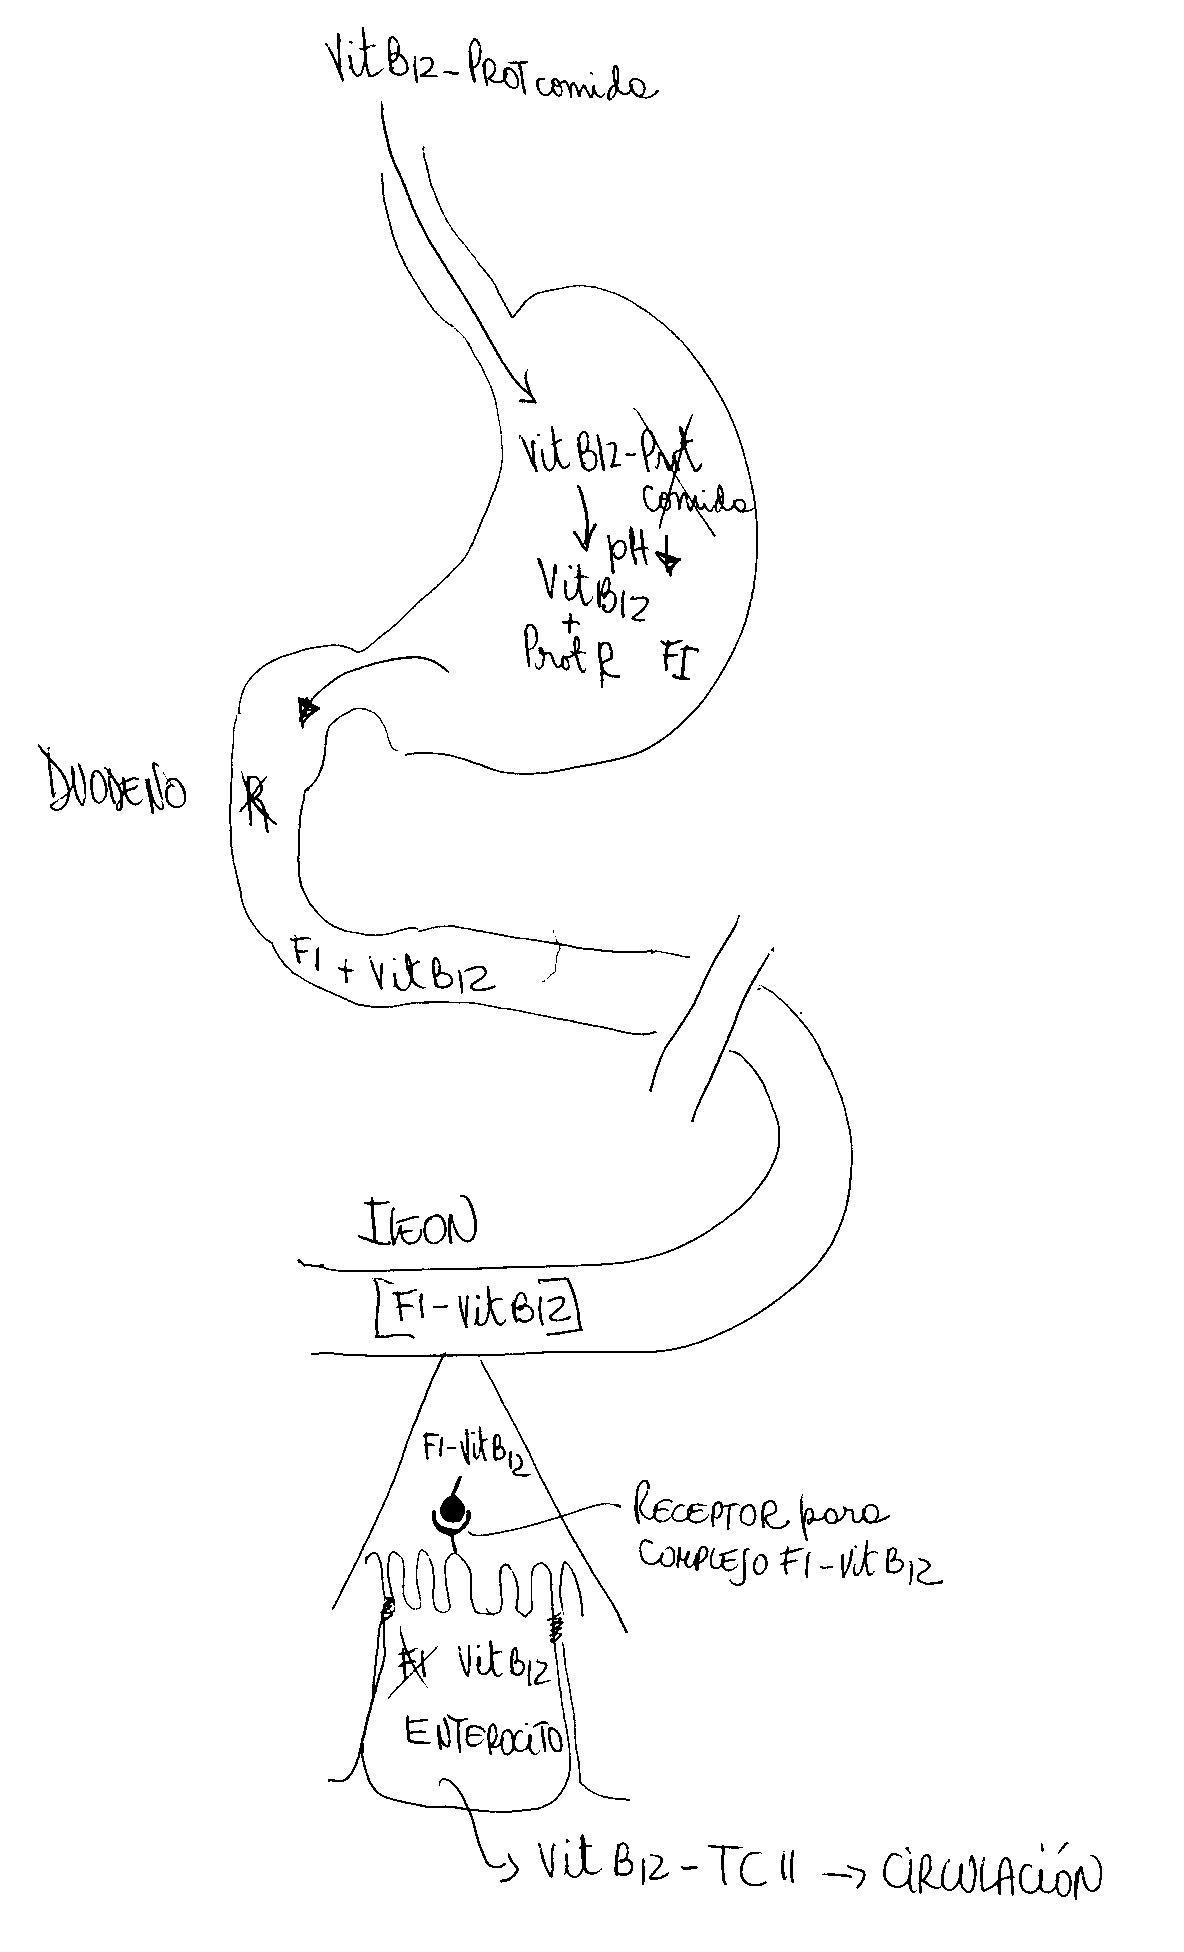 Vit B12 - PROT comida
Vit B12 - Prot
comida
pH
Vit B12
+
Prot R FI
DUODENO
R
FI + Vit B12
ILEON
[FI - Vit B12]
FI - Vit B12
RECEPTOR para
COMPLEJO FI - Vit B12
FI Vit B12
ENTEROCITO
Vit B12 - TC II → CIRCULACIÓN